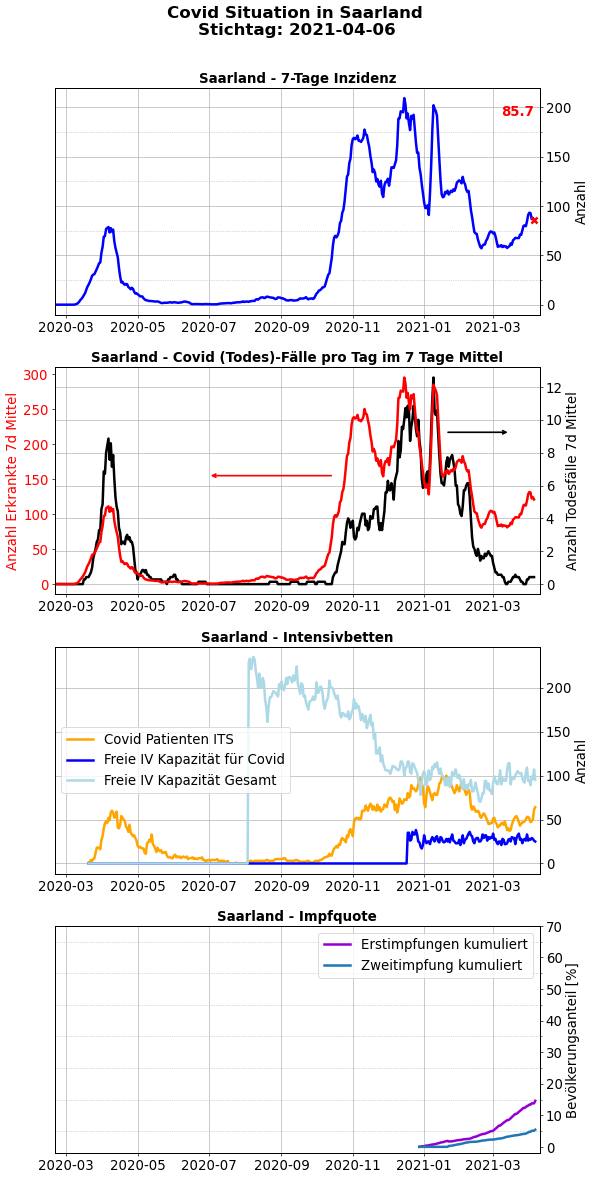 Covid Situation in Saarland
Stichtag: 2021-04-06
Saarland - 7-Tage Inzidenz
85.7
200
150
100
50
0
Anzahl
2020-03 2020-05 2020-07 2020-09 2020-11 2021-01 2021-03
Saarland - Covid (Todes)-Fälle pro Tag im 7 Tage Mittel
Anzahl Erkrankte 7d Mittel
300
250
200
150
100
50
0
12
10
8
6
4
2
0
Anzahl Todesfälle 7d Mittel
2020-03 2020-05 2020-07 2020-09 2020-11 2021-01 2021-03
Saarland - Intensivbetten
Covid Patienten ITS
Freie IV Kapazität für Covid
Freie IV Kapazität Gesamt
200
150
100
50
0
Anzahl
2020-03 2020-05 2020-07 2020-09 2020-11 2021-01 2021-03
Saarland - Impfquote
Erstimpfungen kumuliert
Zweitimpfung kumuliert
70
60
50
40
30
20
10
0
Bevölkerungsanteil [%]
2020-03 2020-05 2020-07 2020-09 2020-11 2021-01 2021-03